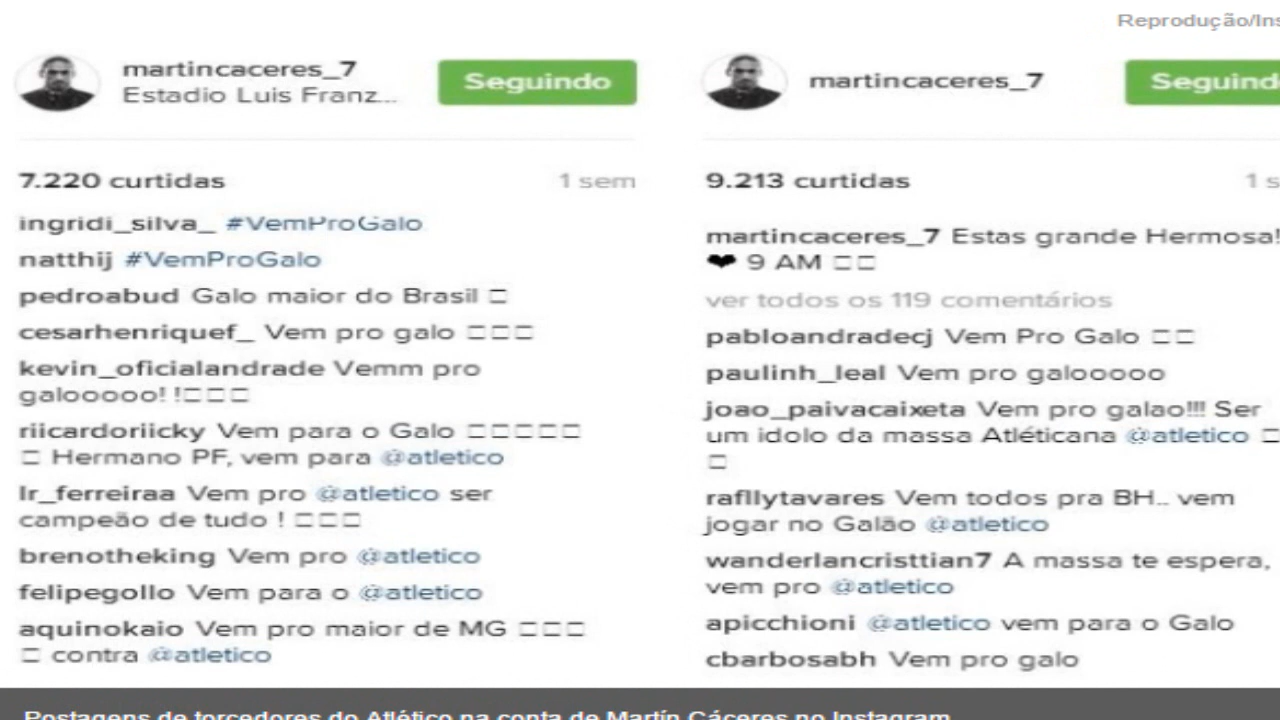 Reprodução/Ins
martincaceres_7
Estadio Luis Franz...
Seguindo
7.220 curtidas
1 sem
ingridi_silva_ #VemProGalo
natthij #VemProGalo
pedroabud Galo maior do Brasil □
cesarhenriquef_ Vem pro galo □□□
kevin_oficialandrade Vemm pro
galooooo! !□□□
riicardoriicky Vem para o Galo □□□□□
□ Hermano PF, vem para @atletico
lr_ferreiraa Vem pro @atletico ser
campeão de tudo ! □□□
brenotheking Vem pro @atletico
felipegollo Vem para o @atletico
aquinokaio Vem pro maior de MG □□□
□ contra @atletico
martincaceres_7
Seguindo
9.213 curtidas
1 s
martincaceres_7 Estas grande Hermosa!
❤ 9 AM □□
ver todos os 119 comentários
pabloandradecj Vem Pro Galo □□
paulinh_leal Vem pro galooooo
joao_paivacaixeta Vem pro galao!!! Ser
um idolo da massa Atléticana @atletico □
□
rafllytavares Vem todos pra BH.. vem
jogar no Galão @atletico
wanderlancristtian7 A massa te espera,
vem pro @atletico
apicchioni @atletico vem para o Galo
cbarbosabh Vem pro galo
Postagens de torcedores do Atlético na conta de Martín Cáceres no Instagram